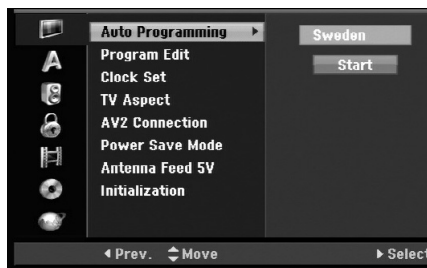 Auto Programming
Program Edit
Clock Set
TV Aspect
AV2 Connection
Power Save Mode
Antenna Feed 5V
Initialization
Sweden
Start
Prev. Move Select